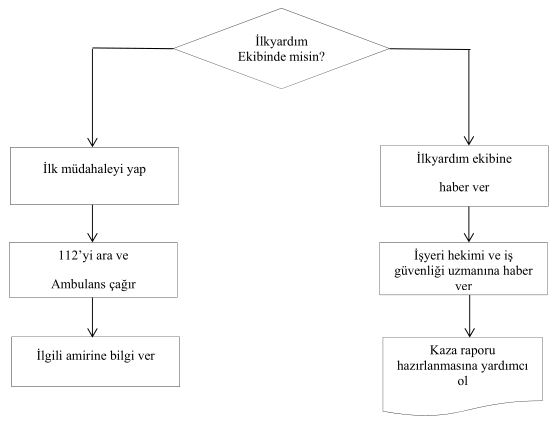 İlkyardım
Ekibinde misin?
İlk müdahaleyi yap
112’yi ara ve
Ambulans çağır
İlgili amirine bilgi ver
İlkyardım ekibine
haber ver
İşyeri hekimi ve iş
güvenliği uzmanına haber
ver
Kaza raporu
hazırlanmasına yardımcı
ol